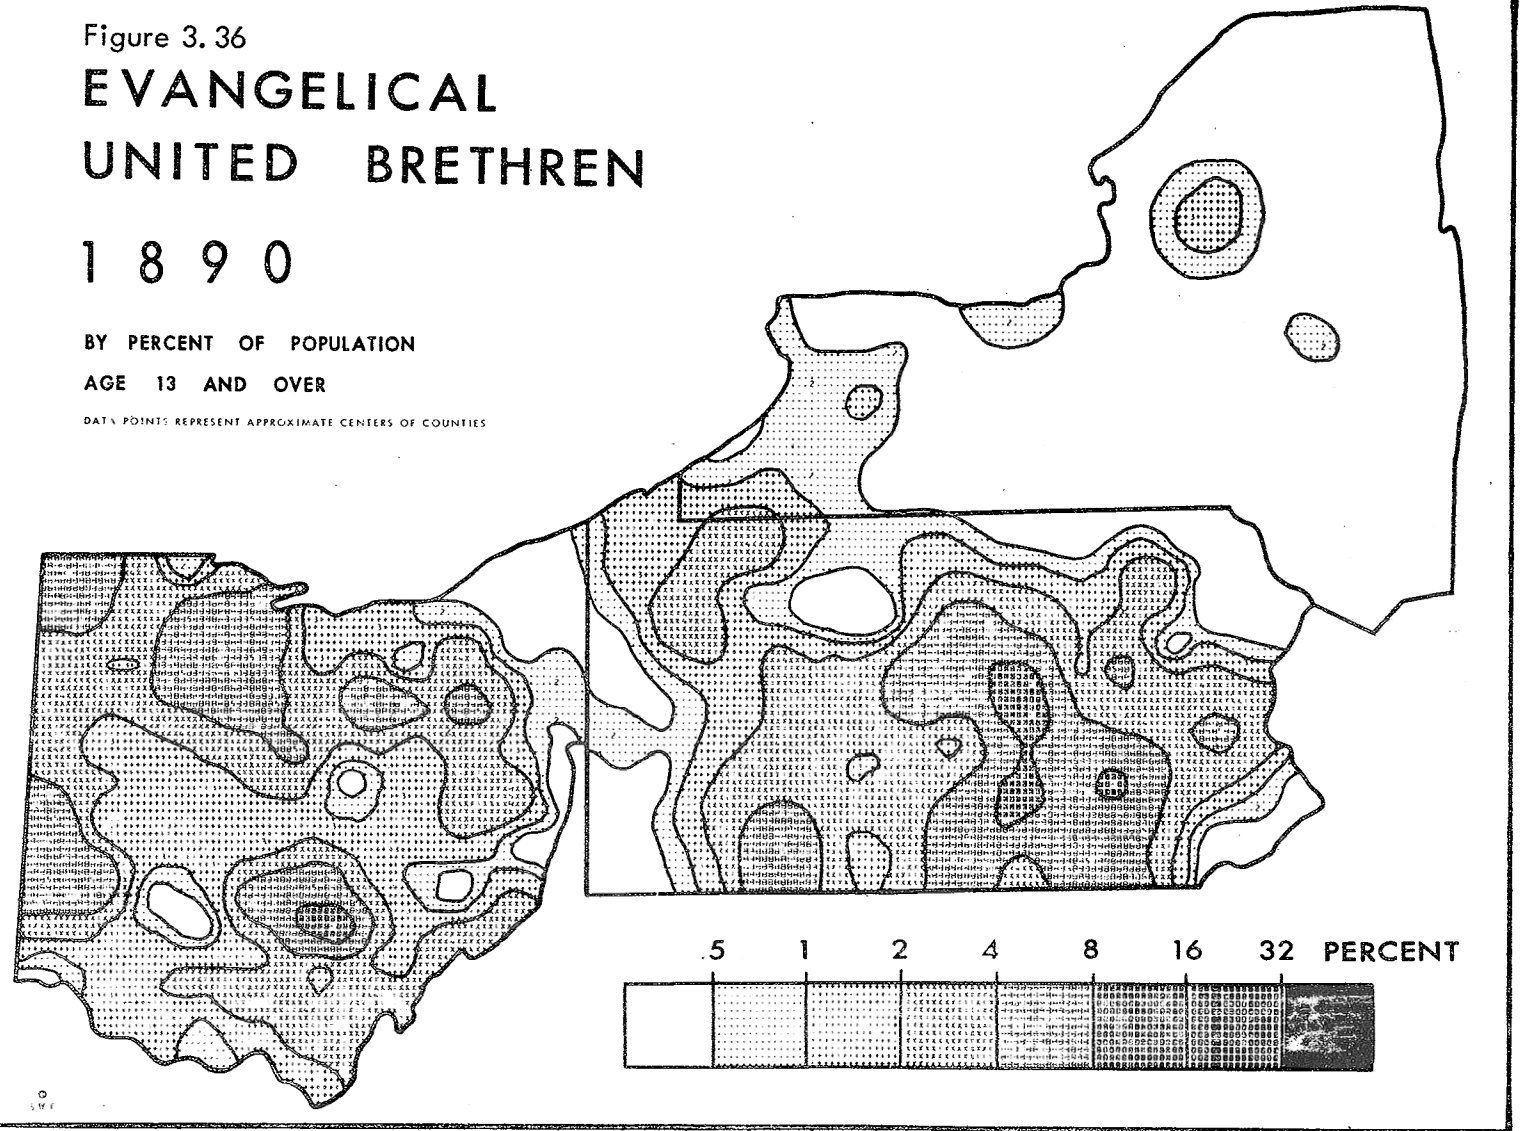 Figure 3.36
EVANGELICAL
UNITED BRETHREN
1890
BY PERCENT OF POPULATION
AGE 13 AND OVER
DATA POINTS REPRESENT APPROXIMATE CENTERS OF COUNTIES
.5 1 2 4 8 16 32 PERCENT